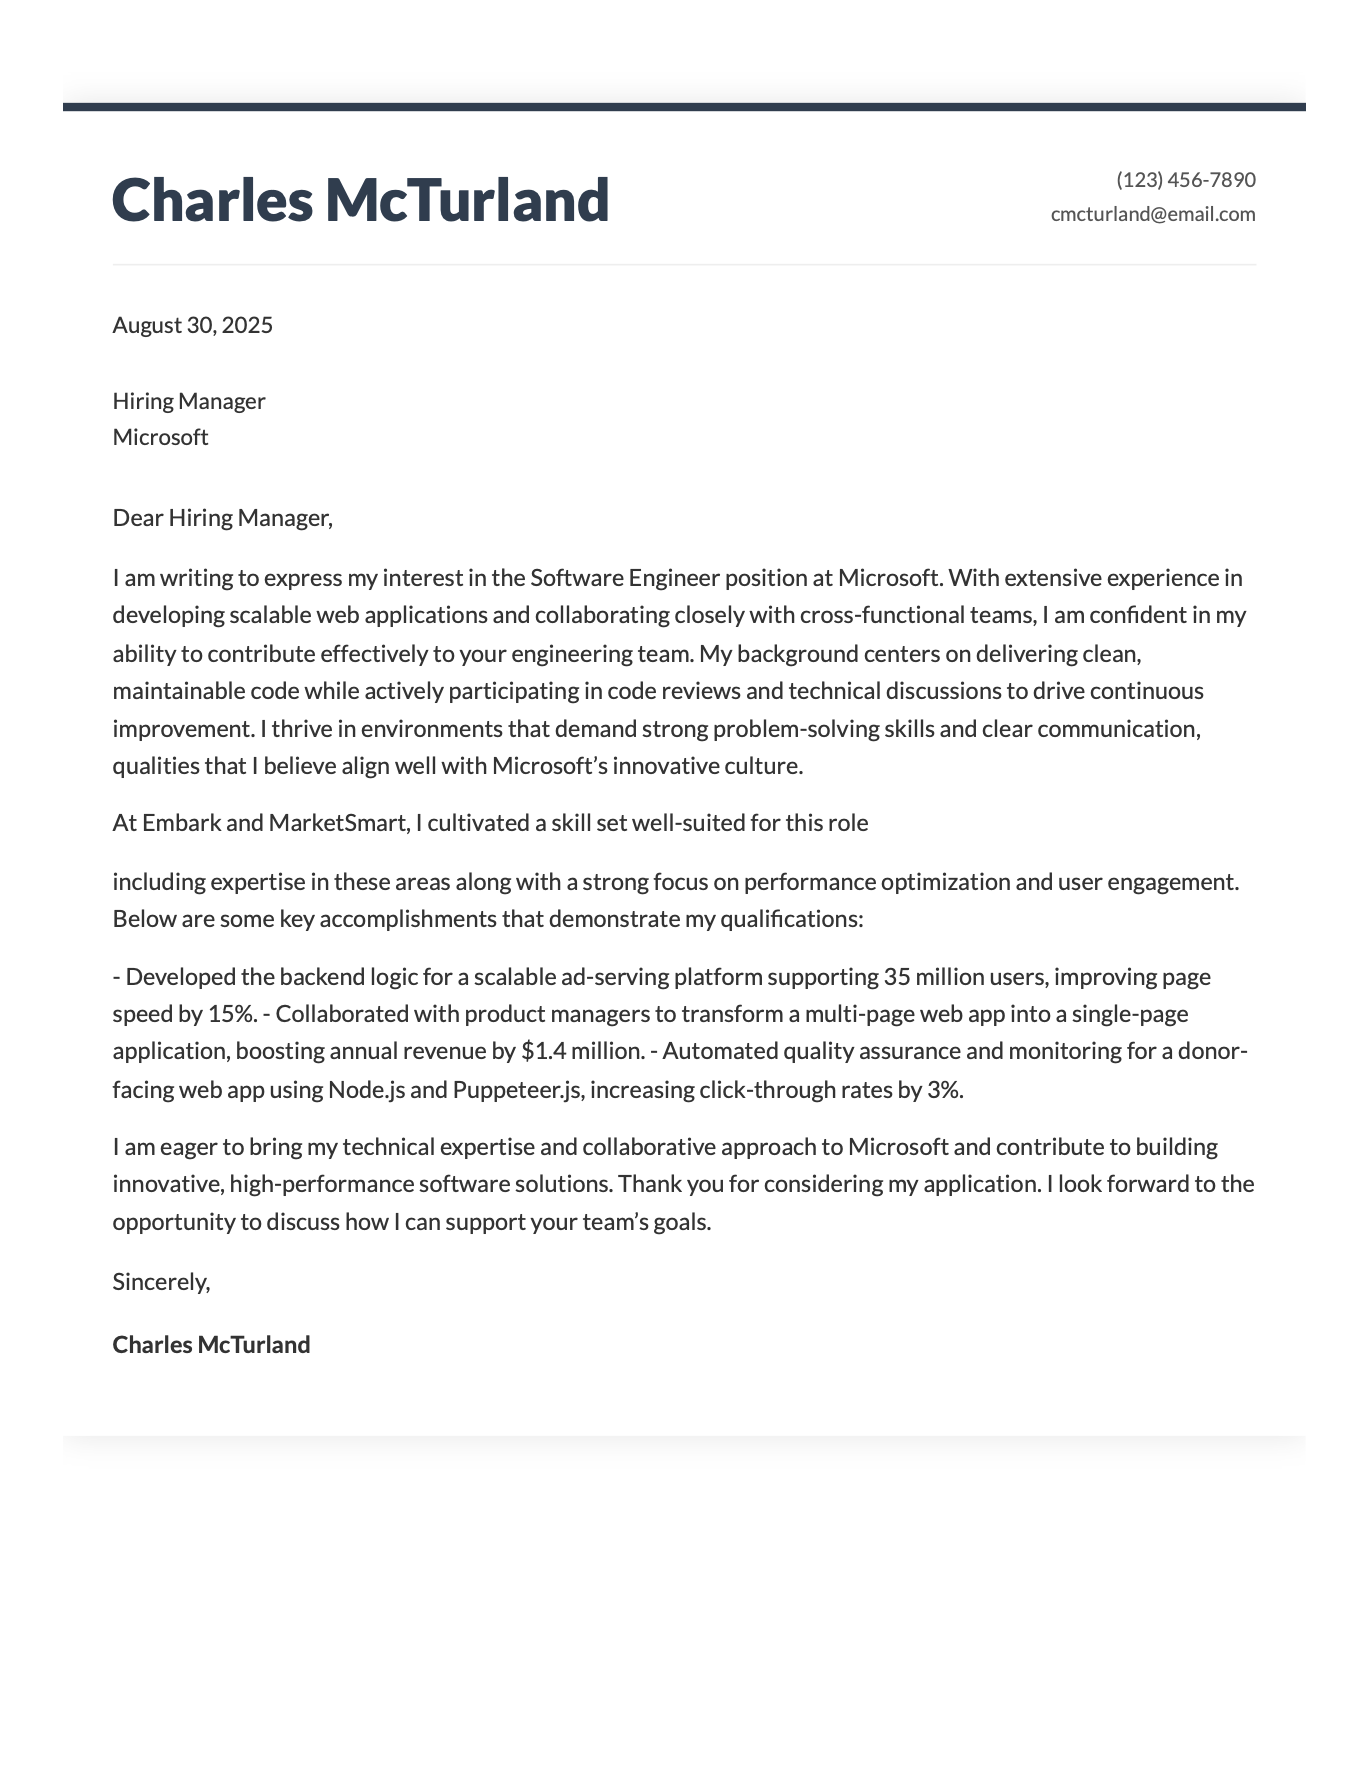 Charles McTurland
(123) 456-7890
cmcturland@email.com
August 30, 2025
Hiring Manager
Microsoft
Dear Hiring Manager,
I am writing to express my interest in the Software Engineer position at Microsoft. With extensive experience in
developing scalable web applications and collaborating closely with cross-functional teams, I am confident in my
ability to contribute effectively to your engineering team. My background centers on delivering clean,
maintainable code while actively participating in code reviews and technical discussions to drive continuous
improvement. I thrive in environments that demand strong problem-solving skills and clear communication,
qualities that I believe align well with Microsoft’s innovative culture.
At Embark and MarketSmart, I cultivated a skill set well-suited for this role
including expertise in these areas along with a strong focus on performance optimization and user engagement.
Below are some key accomplishments that demonstrate my qualifications:
- Developed the backend logic for a scalable ad-serving platform supporting 35 million users, improving page
speed by 15%. - Collaborated with product managers to transform a multi-page web app into a single-page
application, boosting annual revenue by $1.4 million. - Automated quality assurance and monitoring for a donor-
facing web app using Node.js and Puppeteer.js, increasing click-through rates by 3%.
I am eager to bring my technical expertise and collaborative approach to Microsoft and contribute to building
innovative, high-performance software solutions. Thank you for considering my application. I look forward to the
opportunity to discuss how I can support your team’s goals.
Sincerely,
Charles McTurland